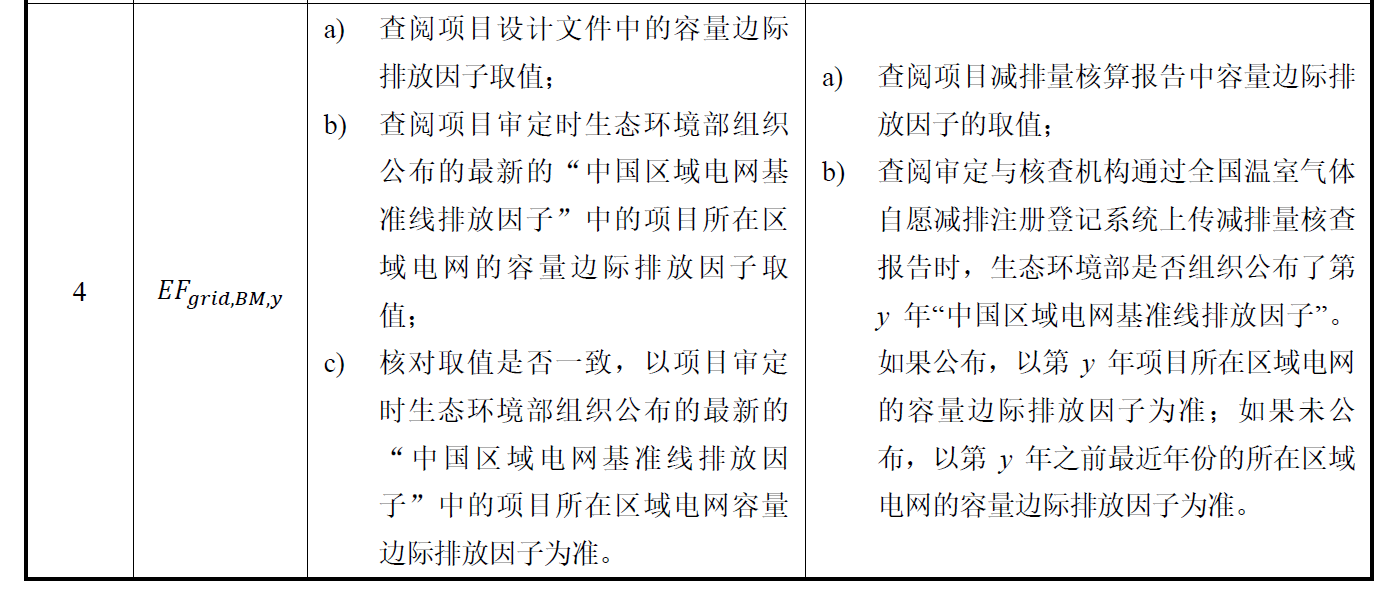 4
EFgrid,BM,y
a) 查阅项目设计文件中的容量边际
排放因子取值；
b) 查阅项目审定时生态环境部组织
公布的最新的“中国区域电网基
准线排放因子”中的项目所在区
域电网的容量边际排放因子取
值；
c) 核对取值是否一致，以项目审定
时生态环境部组织公布的最新的
“中国区域电网基准线排放因
子”中的项目所在区域电网容量
边际排放因子为准。
a) 查阅项目减排量核算报告中容量边际排
放因子的取值；
b) 查阅审定与核查机构通过全国温室气体
自愿减排注册登记系统上传减排量核查
报告时，生态环境部是否组织公布了第
y 年“中国区域电网基准线排放因子”。
如果公布，以第 y 年项目所在区域电网
的容量边际排放因子为准；如果未公
布，以第 y 年之前最近年份的所在区域
电网的容量边际排放因子为准。